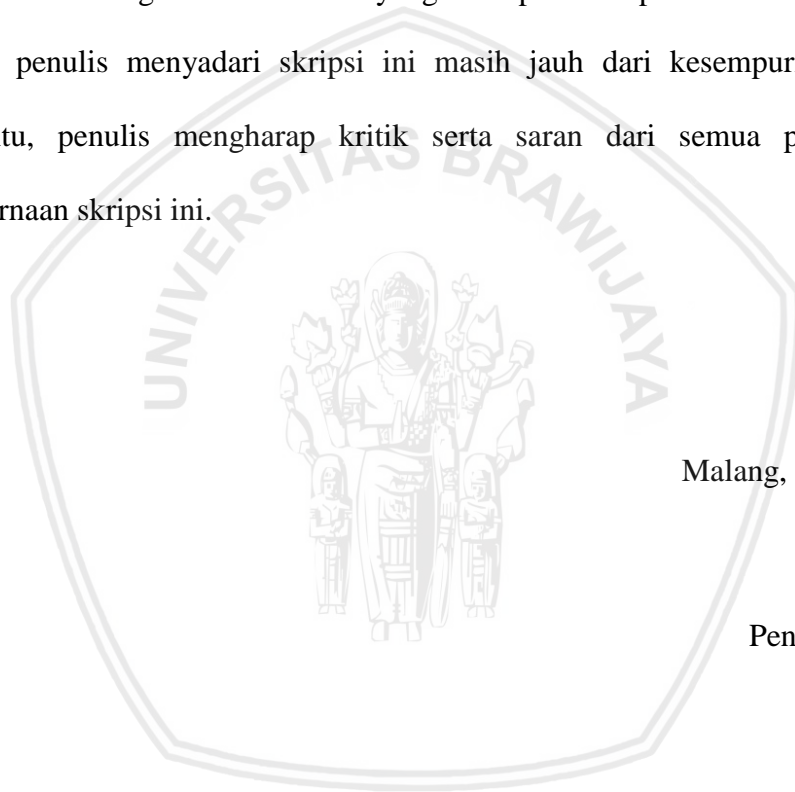 penulis menyadari skripsi ini masih jauh dari kesempur
tu, penulis mengharap kritik serta saran dari semua p
rnaan skripsi ini.
UNIVERSITAS BRAWIJAYA
Malang,
Pen